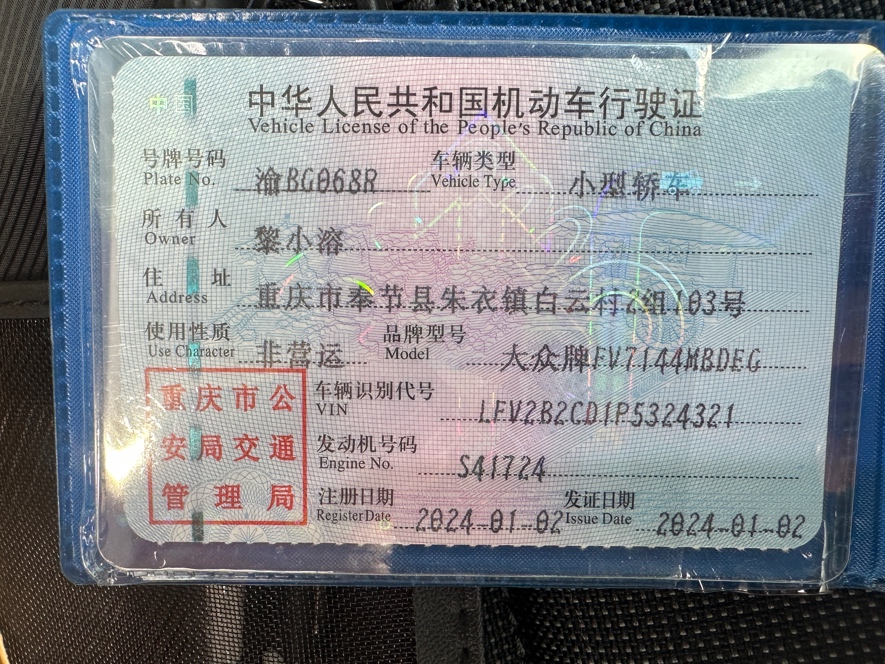 中国
中华人民共和国机动车行驶证
Vehicle License of the People's Republic of China
号牌号码 渝BG068R 车辆类型 小型轿车
Plate No. Vehicle Type
所有人 黎小溶
Owner
住址 重庆市奉节县朱衣镇白云村2组103号
Address
使用性质 非营运 品牌型号 大众牌FV7144MBDEG
Use Character Model
重庆市公
安局交通
管理局
车辆识别代号 LFV2B2CD1P5324321
VIN
发动机号码 S41724
Engine No.
注册日期 2024-01-02 发证日期 2024-01-02
Register Date Issue Date